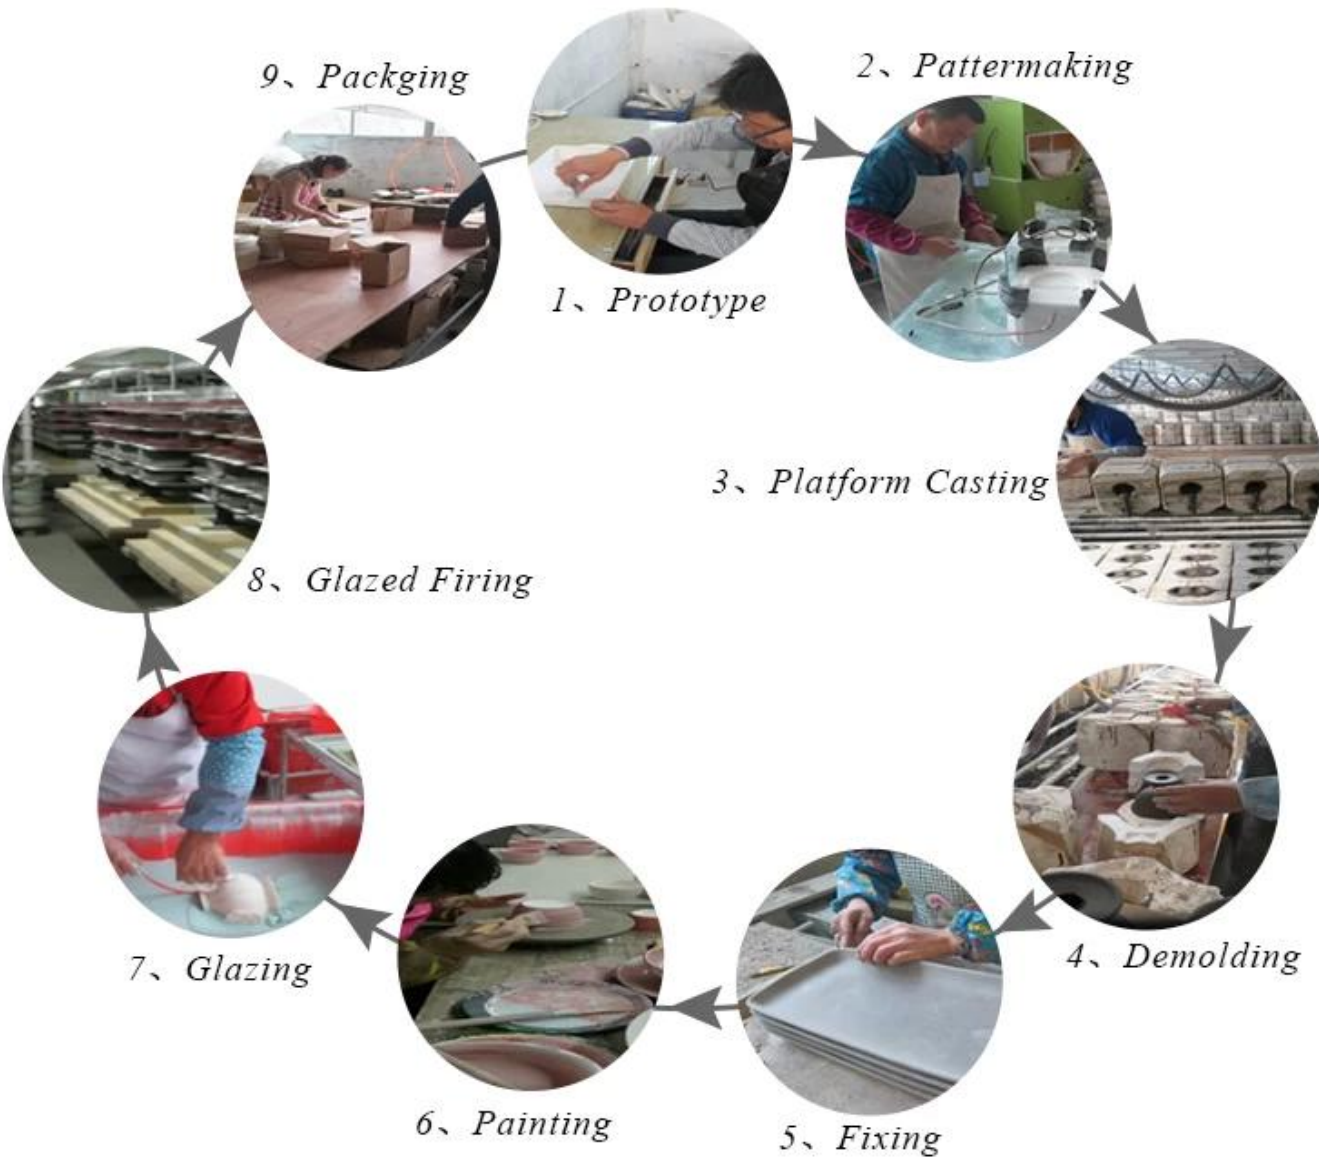 1、Prototype
2、Pattermaking
3、Platform Casting
4、Demolding
5、Fixing
6、Painting
7、Glazing
8、Glazed Firing
9、Packging